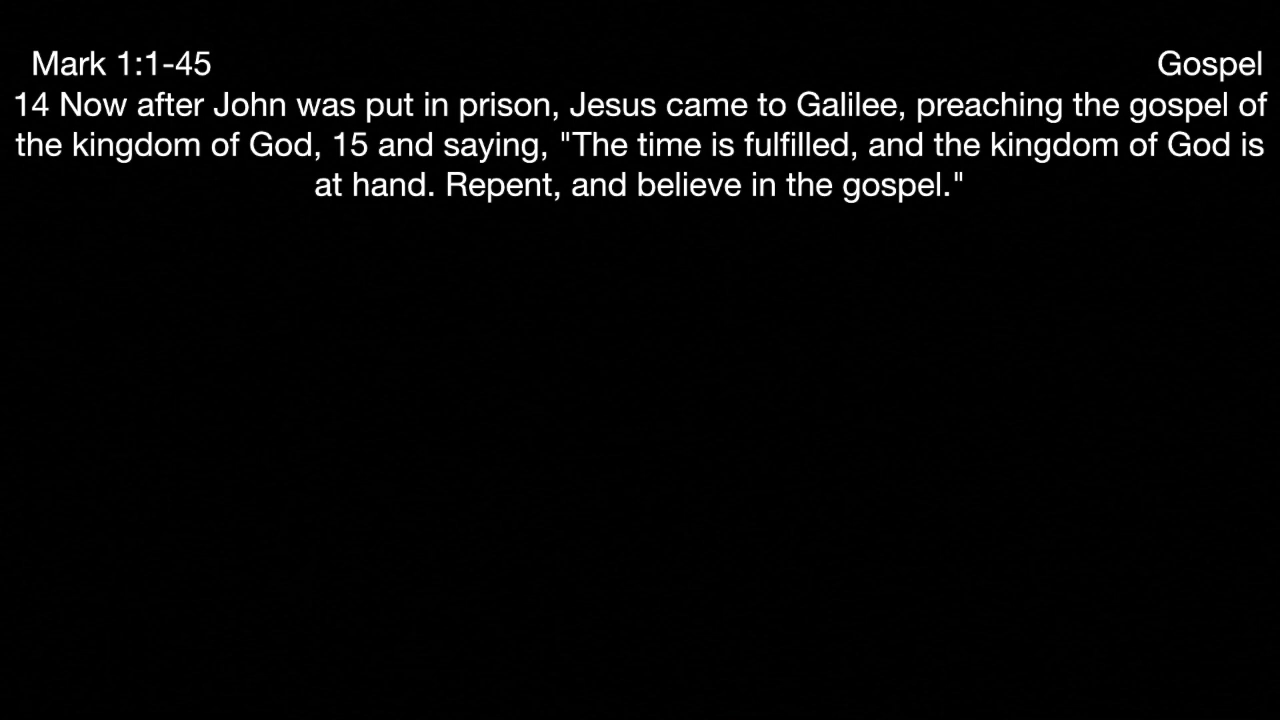 Mark 1:1-45 Gospel
14 Now after John was put in prison, Jesus came to Galilee, preaching the gospel of
the kingdom of God, 15 and saying, "The time is fulfilled, and the kingdom of God is
at hand. Repent, and believe in the gospel."